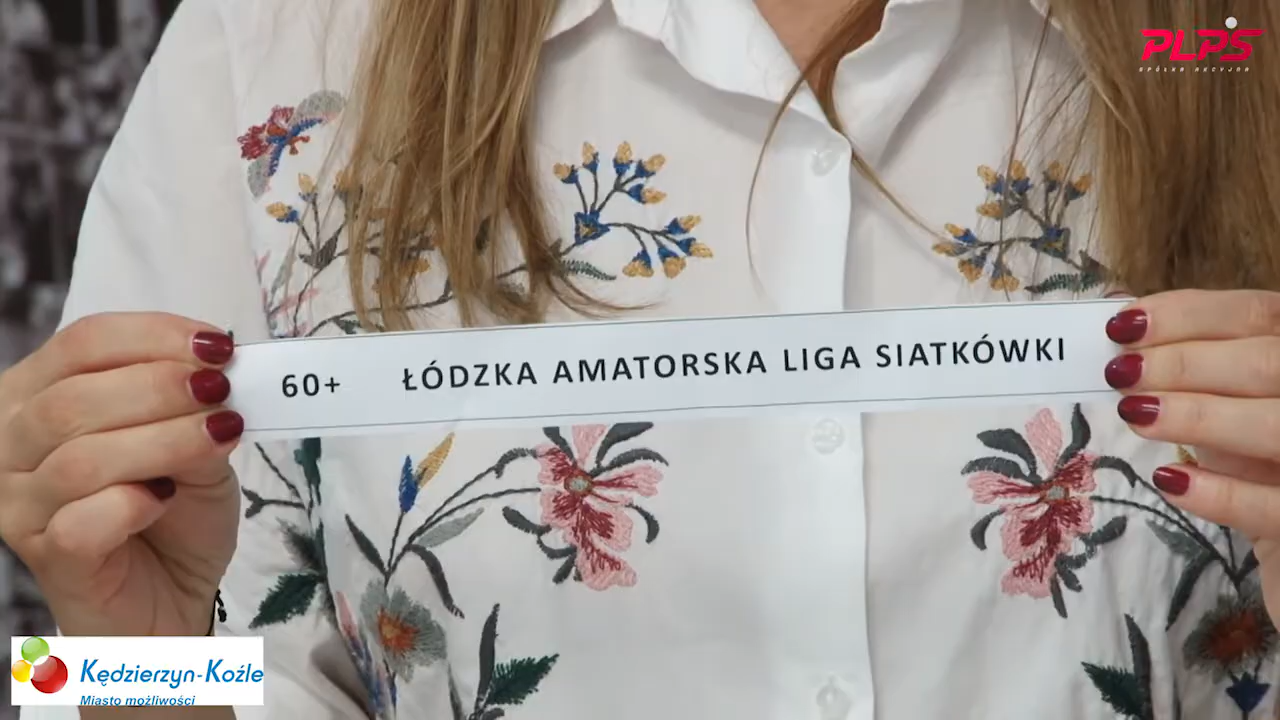 PLPS
SPÓŁKA AKCYJNA
60+ ŁÓDZKA AMATORSKA LIGA SIATKÓWKI
Kędzierzyn-Koźle
Miasto możliwości